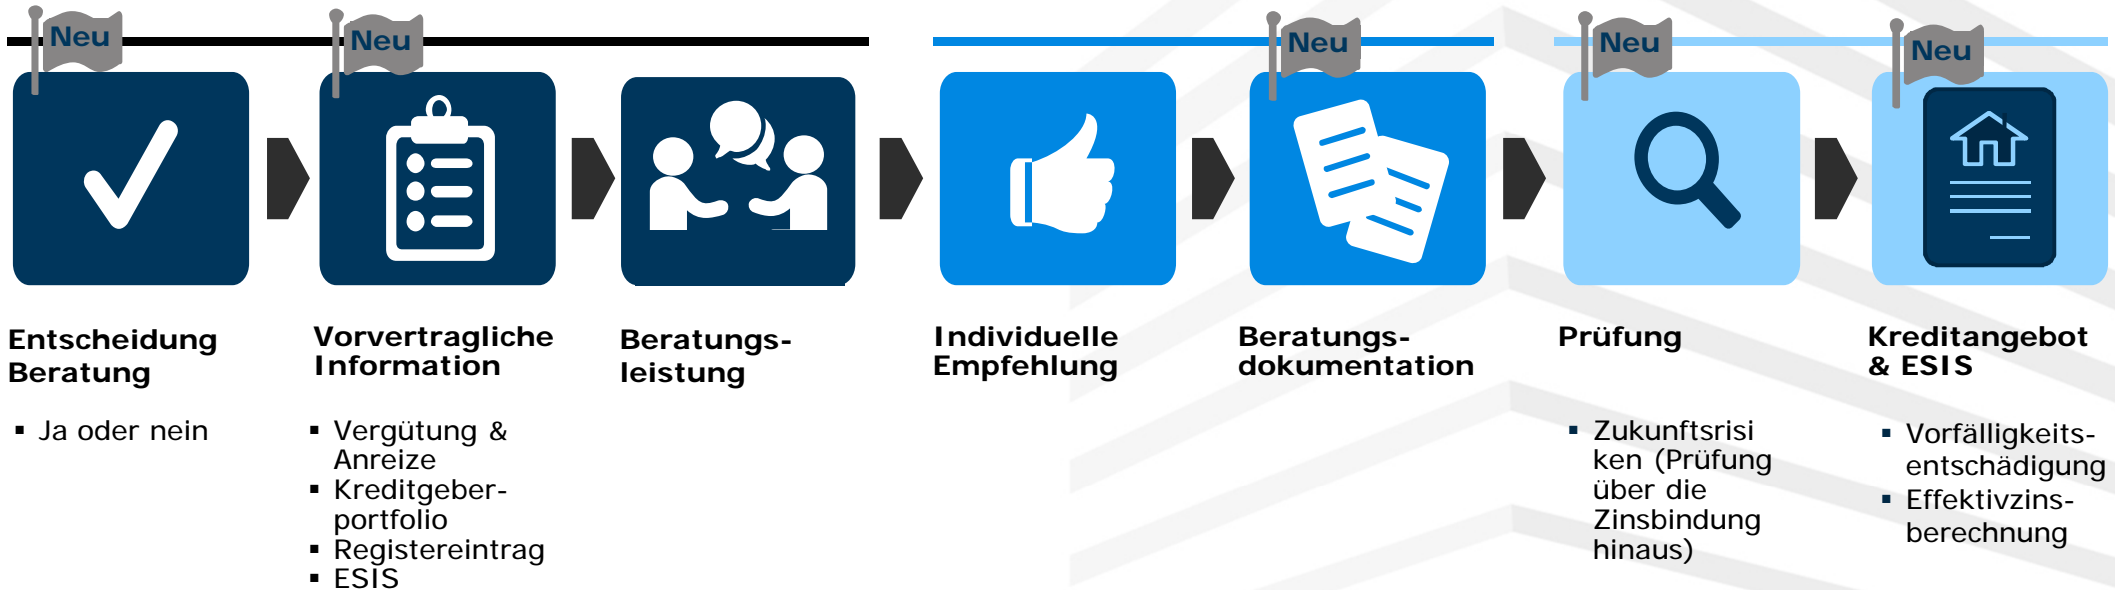 Neu
Neu
Neu
Neu
Neu
Entscheidung
Beratung
▪ Ja oder nein
Vorvertragliche
Information
▪ Vergütung &
Anreize
▪ Kreditgeber-
portfolio
▪ Registereintrag
▪ ESIS
Beratungs-
leistung
Individuelle
Empfehlung
Beratungs-
dokumentation
Prüfung
▪ Zukunftsrisi
ken (Prüfung
über die
Zinsbindung
hinaus)
Kreditangebot
& ESIS
▪ Vorfälligkeits-
entschädigung
▪ Effektivzins-
berechnung